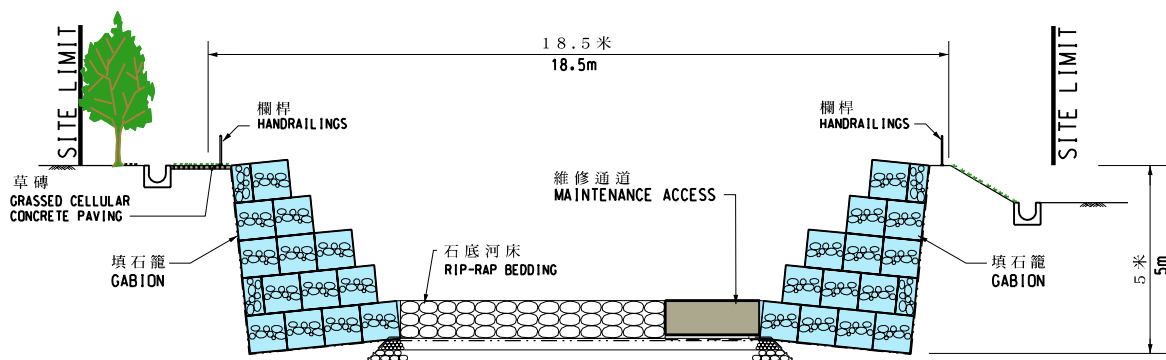 18.5米
18.5m
SITE LIMIT
SITE LIMIT
欄桿
HANDRAILINGS
欄桿
HANDRAILINGS
草磚
GRASSED CELLULAR
CONCRETE PAVING
維修通道
MAINTENANCE ACCESS
填石籠
GABION
石底河床
RIP-RAP BEDDING
填石籠
GABION
5米
5m